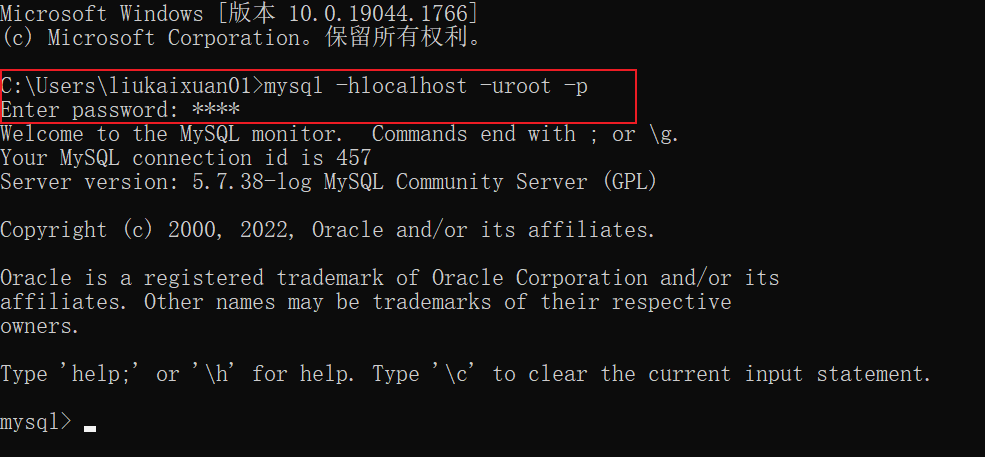 Microsoft Windows [版本 10.0.19044.1766]
(c) Microsoft Corporation。保留所有权利。
C:\Users\liukaixuan01>mysql -hlocalhost -uroot -p
Enter password: ****
Welcome to the MySQL monitor.  Commands end with ; or \g.
Your MySQL connection id is 457
Server version: 5.7.38-log MySQL Community Server (GPL)
Copyright (c) 2000, 2022, Oracle and/or its affiliates.
Oracle is a registered trademark of Oracle Corporation and/or its
affiliates. Other names may be trademarks of their respective
owners.
Type 'help;' or '\h' for help. Type '\c' to clear the current input statement.
mysql> _